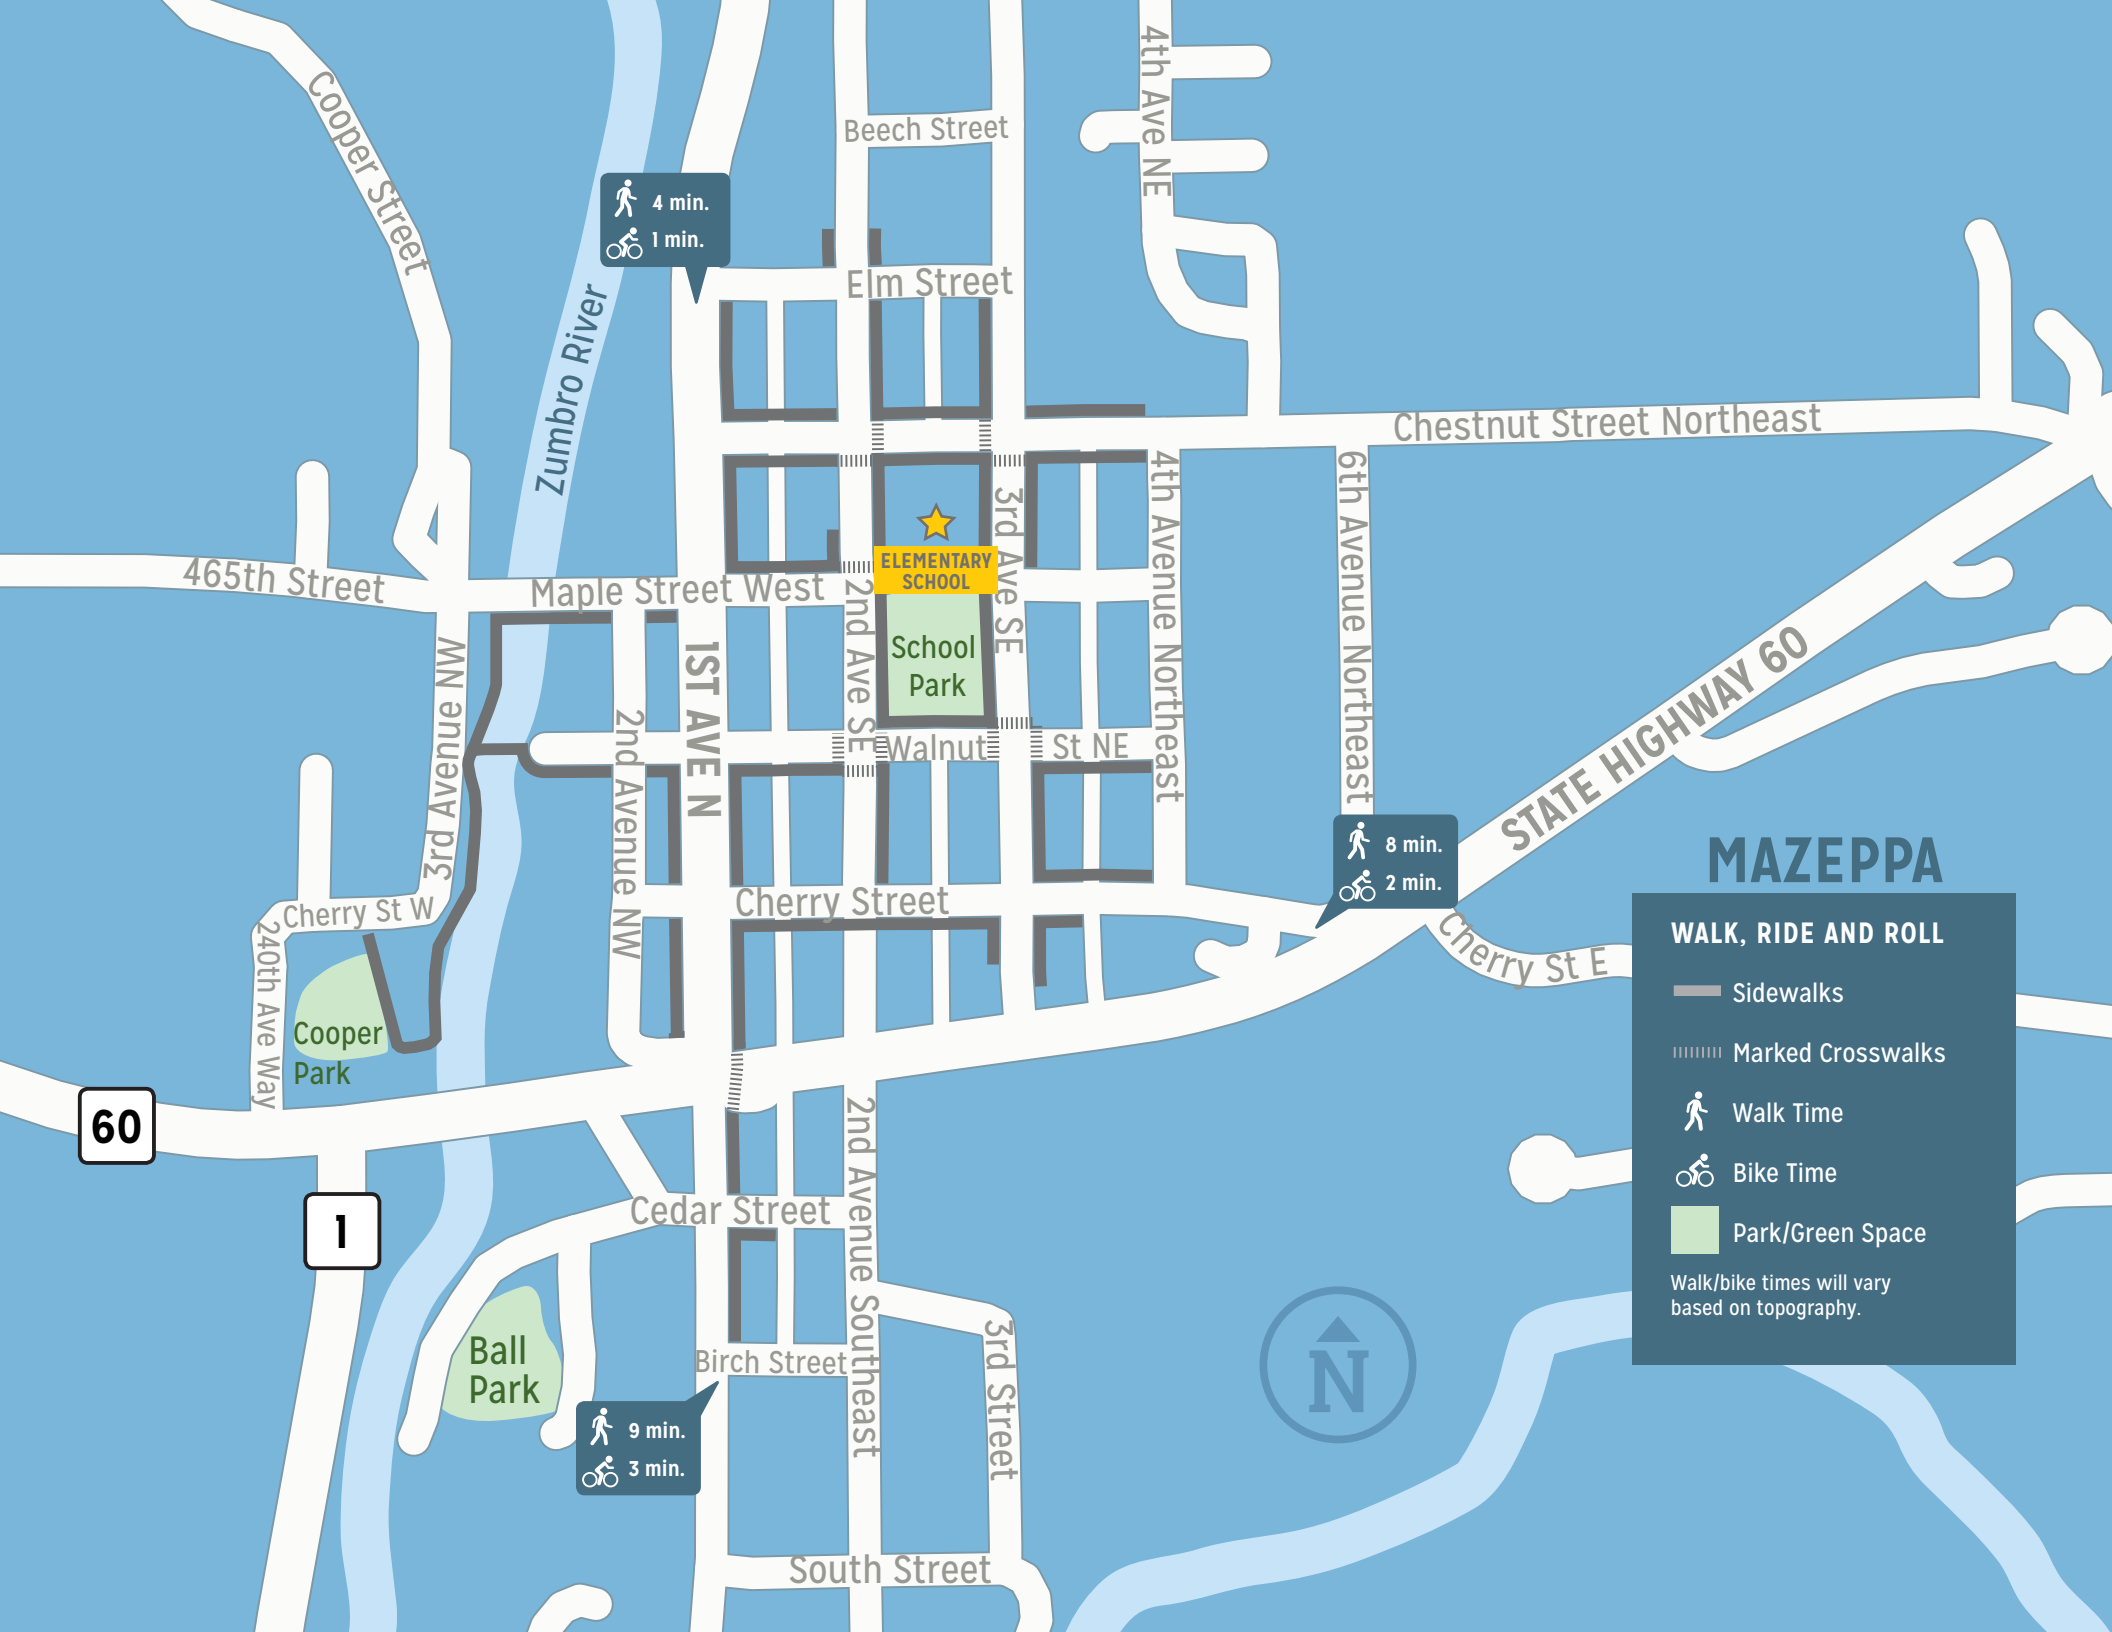 4th Ave NE
Cooper Street
Beech Street
4 min.
1 min.
Elm Street
Zumbro River
Chestnut Street Northeast
4th Avenue Northeast
6th Avenue Northeast
3rd Ave SE
ELEMENTARY
SCHOOL
465th Street
Maple Street West
2nd Ave SE
School
Park
STATE HIGHWAY 60
3rd Avenue NW
1ST AVE N
2nd Avenue NW
Walnut
St NE
8 min.
2 min.
MAZEPPA
Cherry St W
Cherry Street
Cherry St E
240th Ave Way
Cooper
Park
60
1
2nd Avenue Southeast
Cedar Street
Ball
Park
Birch Street
3rd Street
9 min.
3 min.
South Street
N
WALK, RIDE AND ROLL
Sidewalks
Marked Crosswalks
Walk Time
Bike Time
Park/Green Space
Walk/bike times will vary
based on topography.